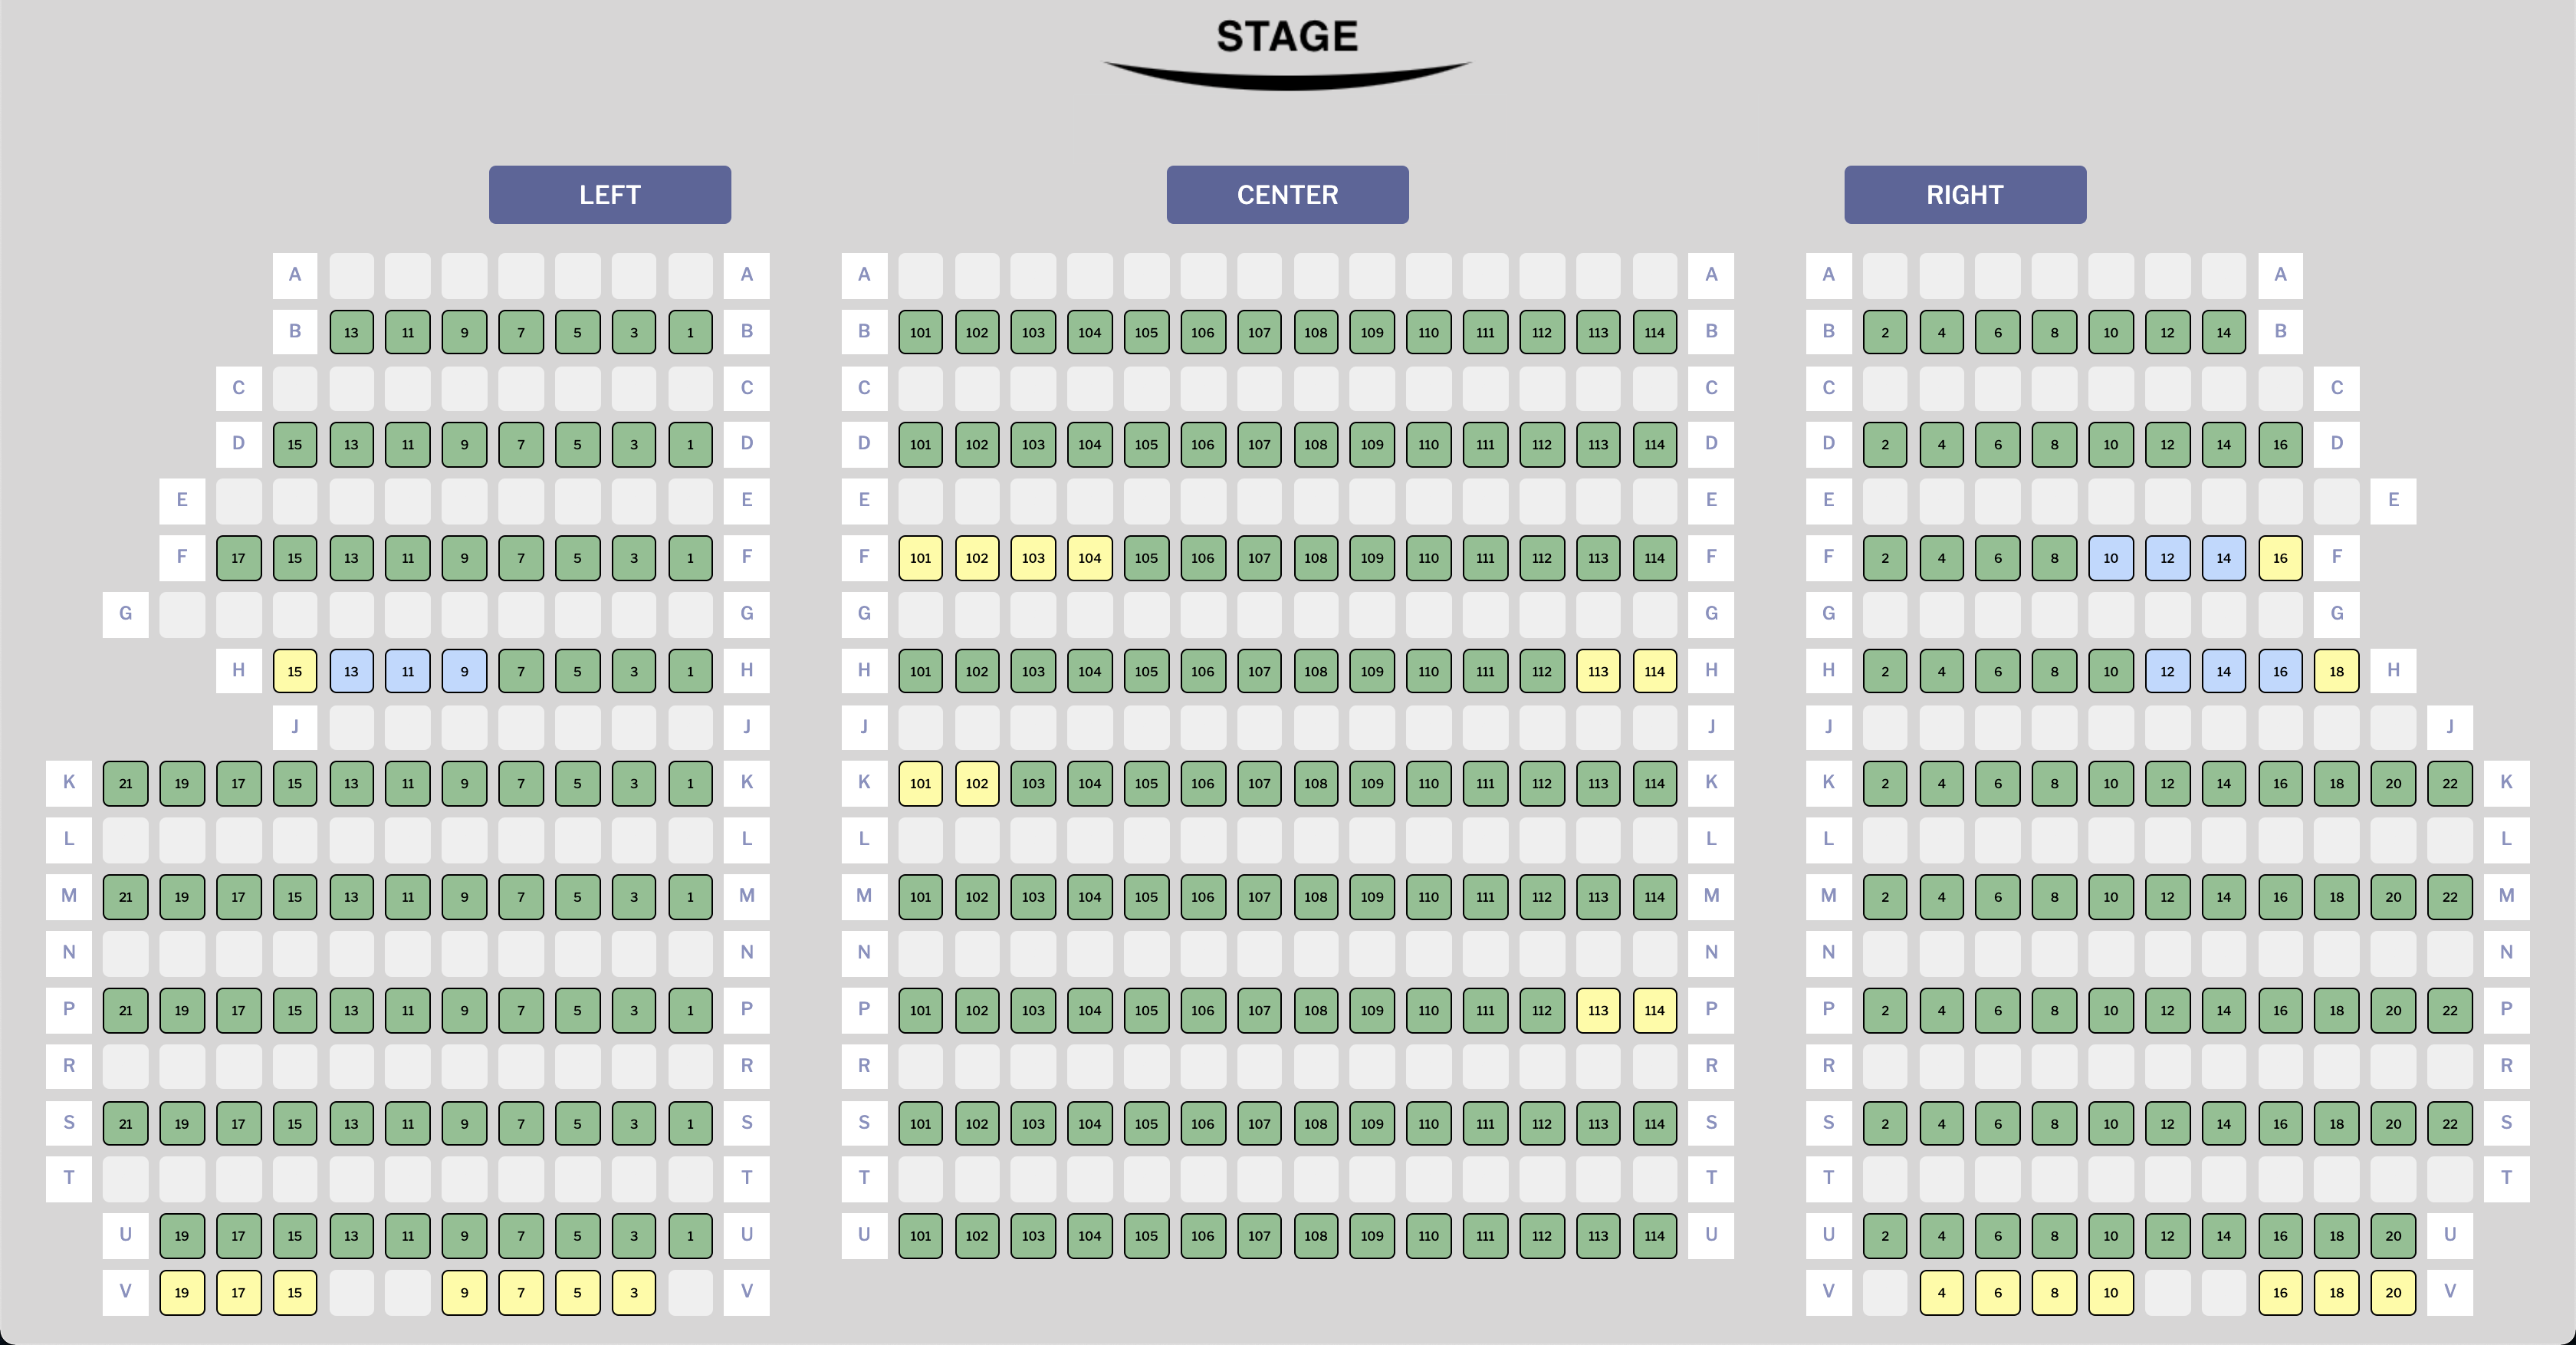 STAGE
LEFT CENTER RIGHT
A A A A A A
B 13 11 9 7 5 3 1 B B 101 102 103 104 105 106 107 108 109 110 111 112 113 114 B B 2 4 6 8 10 12 14 B
C C C C C C
D 15 13 11 9 7 5 3 1 D D 101 102 103 104 105 106 107 108 109 110 111 112 113 114 D D 2 4 6 8 10 12 14 16 D
E E E E E E
F 17 15 13 11 9 7 5 3 1 F F 101 102 103 104 105 106 107 108 109 110 111 112 113 114 F F 2 4 6 8 10 12 14 16 F
G G G G G G
H 15 13 11 9 7 5 3 1 H H 101 102 103 104 105 106 107 108 109 110 111 112 113 114 H H 2 4 6 8 10 12 14 16 18 H
J J J J J J
K 21 19 17 15 13 11 9 7 5 3 1 K K 101 102 103 104 105 106 107 108 109 110 111 112 113 114 K K 2 4 6 8 10 12 14 16 18 20 22 K
L L L L L L
M 21 19 17 15 13 11 9 7 5 3 1 M M 101 102 103 104 105 106 107 108 109 110 111 112 113 114 M M 2 4 6 8 10 12 14 16 18 20 22 M
N N N N N N
P 21 19 17 15 13 11 9 7 5 3 1 P P 101 102 103 104 105 106 107 108 109 110 111 112 113 114 P P 2 4 6 8 10 12 14 16 18 20 22 P
R R R R R R
S 21 19 17 15 13 11 9 7 5 3 1 S S 101 102 103 104 105 106 107 108 109 110 111 112 113 114 S S 2 4 6 8 10 12 14 16 18 20 22 S
T T T T T T
U 19 17 15 13 11 9 7 5 3 1 U U 101 102 103 104 105 106 107 108 109 110 111 112 113 114 U U 2 4 6 8 10 12 14 16 18 20 U
V 19 17 15 9 7 5 3 V V 4 6 8 10 16 18 20 V